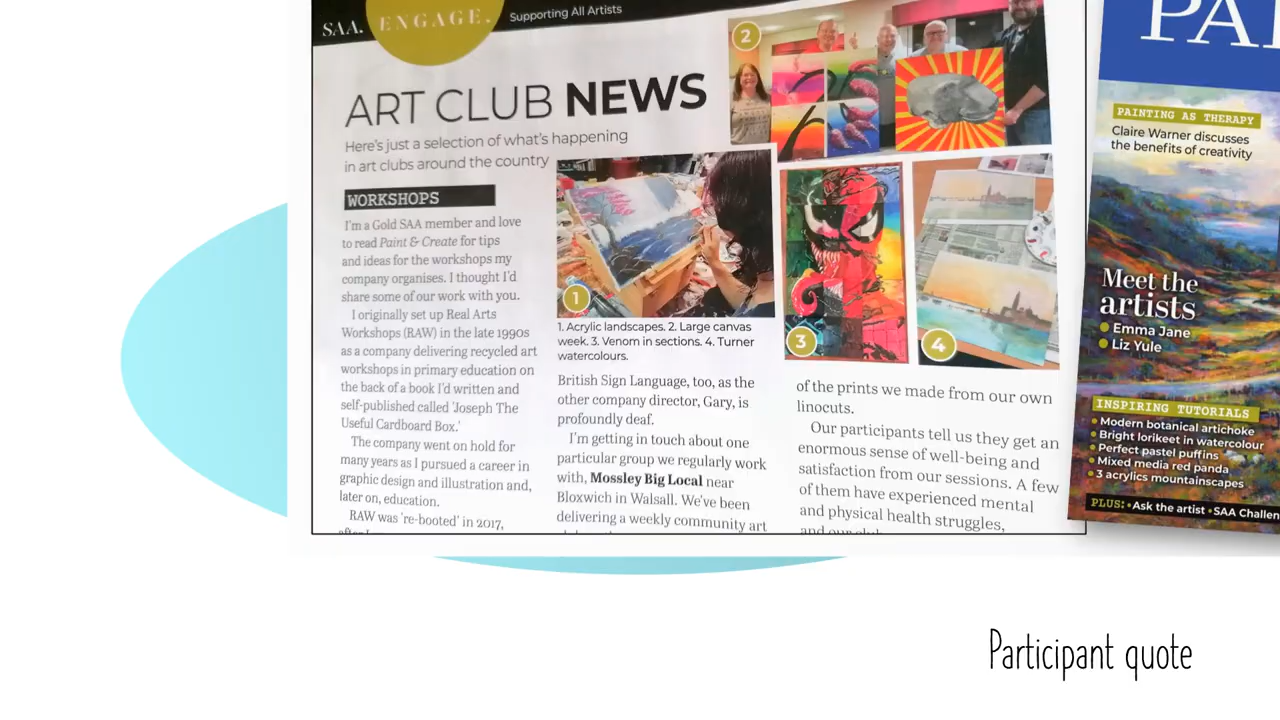 SAA. ENGAGE. Supporting All Artists
ART CLUB NEWS
Here's just a selection of what's happening
in art clubs around the country
WORKSHOPS
I'm a Gold SAA member and love
to read Paint & Create for tips
and ideas for the workshops my
company organises. I thought I'd
share some of our work with you.
I originally set up Real Arts
Workshops (RAW) in the late 1990s
as a company delivering recycled art
workshops in primary education on
the back of a book I'd written and
self-published called 'Joseph The
Useful Cardboard Box.'
The company went on hold for
many years as I pursued a career in
graphic design and illustration and,
later on, education.
RAW was 're-booted' in 2017,
1
2
3
4
1. Acrylic landscapes. 2. Large canvas
week. 3. Venom in sections. 4. Turner
watercolours.
British Sign Language, too, as the
other company director, Gary, is
profoundly deaf.
I'm getting in touch about one
particular group we regularly work
with, Mossley Big Local near
Bloxwich in Walsall. We've been
delivering a weekly community art
of the prints we made from our own
linocuts.
Our participants tell us they get an
enormous sense of well-being and
satisfaction from our sessions. A few
of them have experienced mental
and physical health struggles,
and our club
PA
PAINTING AS THERAPY
Claire Warner discusses
the benefits of creativity
Meet the
artists
Emma Jane
Liz Yule
INSPIRING TUTORIALS
• Modern botanical artichoke
• Bright lorikeet in watercolour
• Perfect pastel puffins
• Mixed media red panda
• 3 acrylics mountainscapes
PLUS: • Ask the artist • SAA Challen
Participant quote